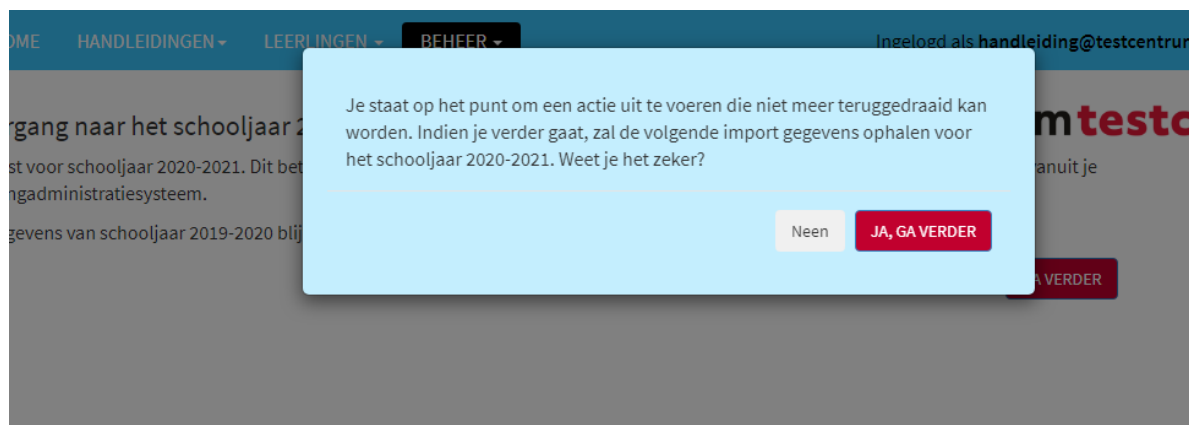 OME HANDLEIDINGEN LEERLINGEN BEHEER Ingelogd als handleiding@testcentrum
Je staat op het punt om een actie uit te voeren die niet meer teruggedraaid kan
worden. Indien je verder gaat, zal de volgende import gegevens ophalen voor
het schooljaar 2020-2021. Weet je het zeker?
Neen JA, GA VERDER
rgang naar het schooljaar 2
m testc
st voor schooljaar 2020-2021. Dit bet
anuit je
ngadministratiesysteem.
gevens van schooljaar 2019-2020 blij
A VERDER